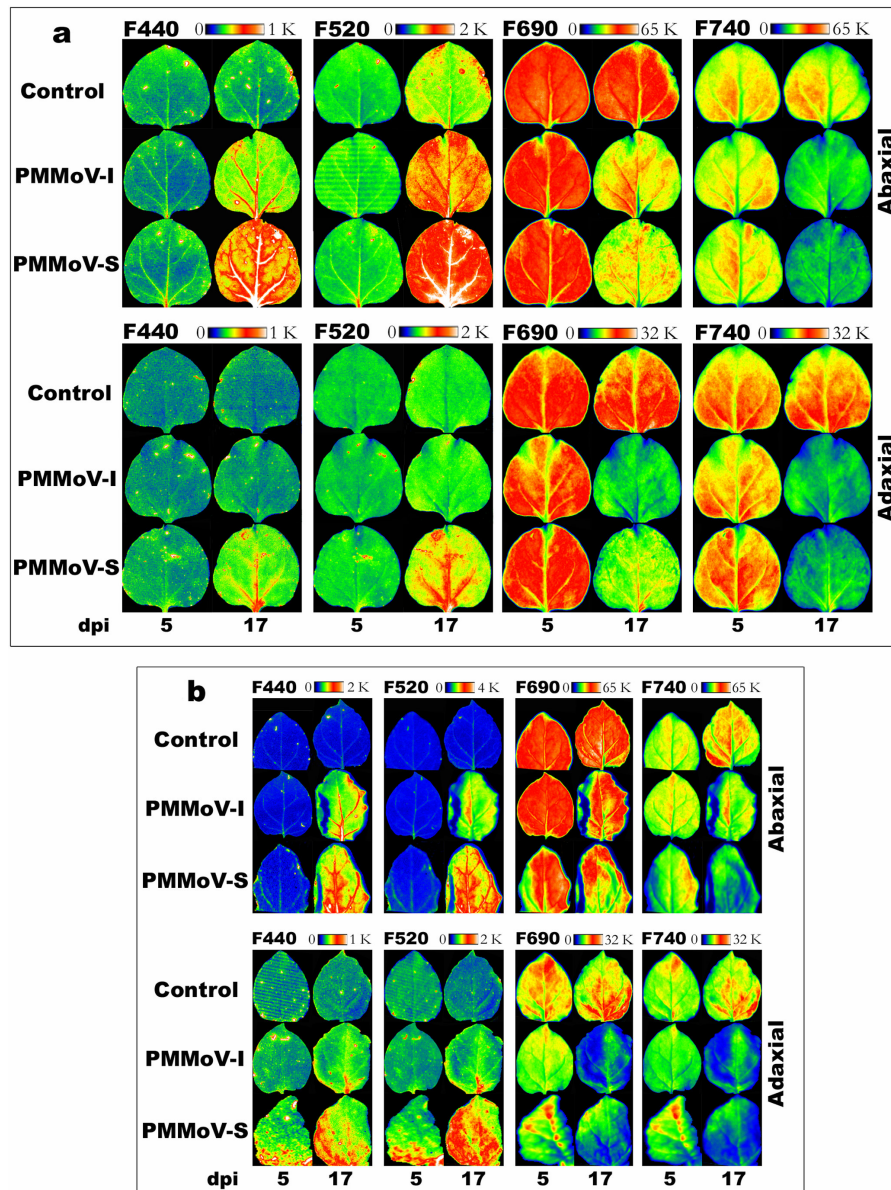 a
F440 0 1 K F520 0 2 K F690 0 65 K F740 0 65 K
Control
PMMoV-I
PMMoV-S
Abaxial
F440 0 1 K F520 0 2 K F690 0 32 K F740 0 32 K
Control
PMMoV-I
PMMoV-S
Adaxial
dpi 5 17 5 17 5 17 5 17
b
F440 0 2 K F520 0 4 K F690 0 65 K F740 0 65 K
Control
PMMoV-I
PMMoV-S
Abaxial
F440 0 1 K F520 0 2 K F690 0 32 K F740 0 32 K
Control
PMMoV-I
PMMoV-S
Adaxial
dpi 5 17 5 17 5 17 5 17